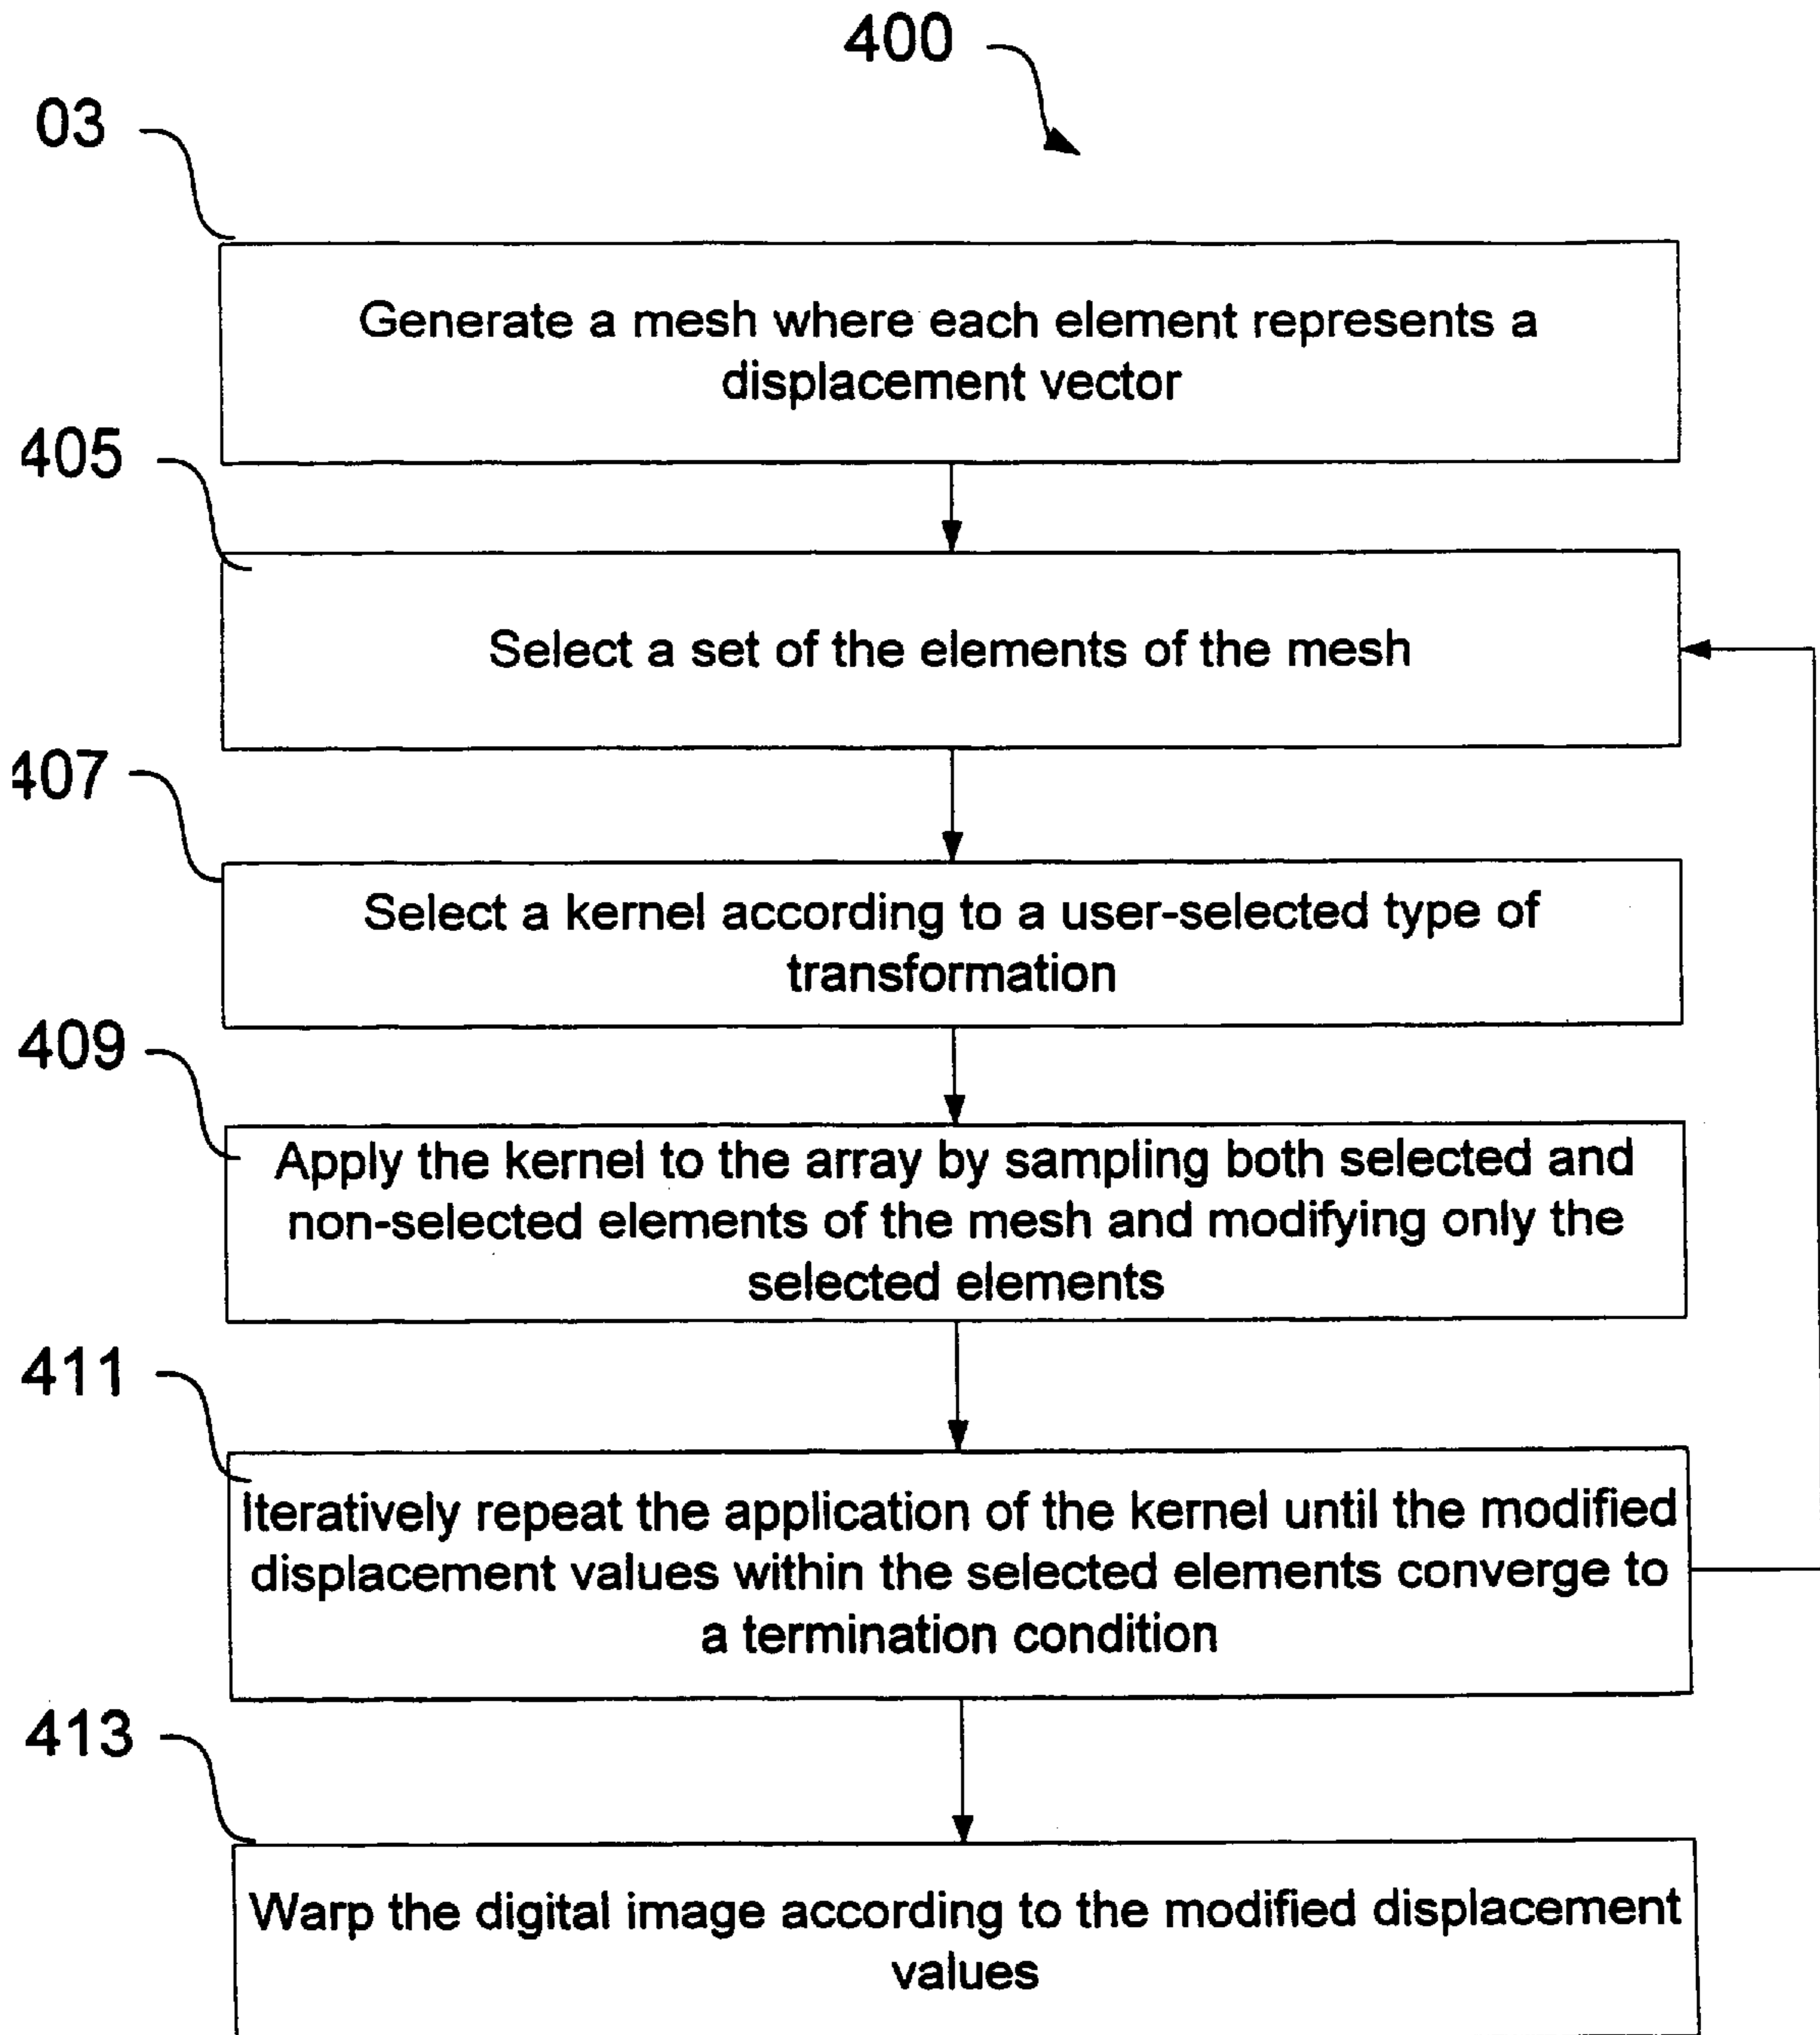 400
03
Generate a mesh where each element represents a
displacement vector
405
Select a set of the elements of the mesh
407
Select a kernel according to a user-selected type of
transformation
409
Apply the kernel to the array by sampling both selected and
non-selected elements of the mesh and modifying only the
selected elements
411
Iteratively repeat the application of the kernel until the modified
displacement values within the selected elements converge to
a termination condition
413
Warp the digital image according to the modified displacement
values